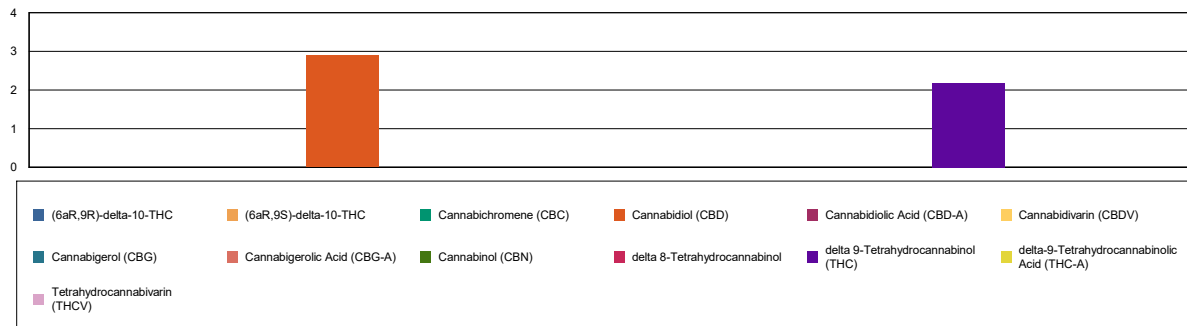 4
3
2
1
0
(6aR,9R)-delta-10-THC
(6aR,9S)-delta-10-THC
Cannabichromene (CBC)
Cannabidiol (CBD)
Cannabidiolic Acid (CBD-A)
Cannabidivarin (CBDV)
Cannabigerol (CBG)
Cannabigerolic Acid (CBG-A)
Cannabinol (CBN)
delta 8-Tetrahydrocannabinol
delta 9-Tetrahydrocannabinol
(THC)
delta-9-Tetrahydrocannabinolic
Acid (THC-A)
Tetrahydrocannabivarin
(THCV)